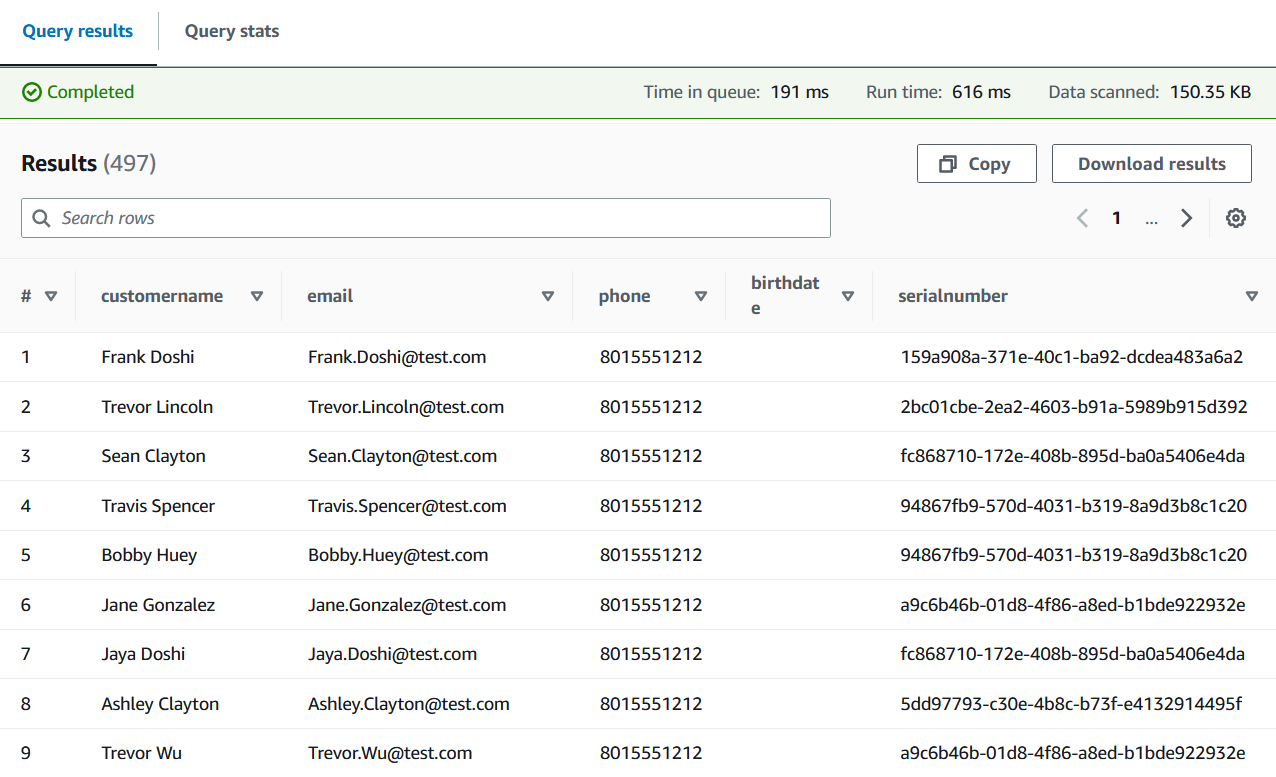 Query results Query stats
Completed Time in queue: 191 ms Run time: 616 ms Data scanned: 150.35 KB
Results (497) Copy Download results
Search rows 1 ...
# customername email phone birthdat
e serialnumber
1 Frank Doshi Frank.Doshi@test.com 8015551212 159a908a-371e-40c1-ba92-dcdea483a6a2
2 Trevor Lincoln Trevor.Lincoln@test.com 8015551212 2bc01cbe-2ea2-4603-b91a-5989b915d392
3 Sean Clayton Sean.Clayton@test.com 8015551212 fc868710-172e-408b-895d-ba0a5406e4da
4 Travis Spencer Travis.Spencer@test.com 8015551212 94867fb9-570d-4031-b319-8a9d3b8c1c20
5 Bobby Huey Bobby.Huey@test.com 8015551212 94867fb9-570d-4031-b319-8a9d3b8c1c20
6 Jane Gonzalez Jane.Gonzalez@test.com 8015551212 a9c6b46b-01d8-4f86-a8ed-b1bde922932e
7 Jaya Doshi Jaya.Doshi@test.com 8015551212 fc868710-172e-408b-895d-ba0a5406e4da
8 Ashley Clayton Ashley.Clayton@test.com 8015551212 5dd97793-c30e-4b8c-b73f-e4132914495f
9 Trevor Wu Trevor.Wu@test.com 8015551212 a9c6b46b-01d8-4f86-a8ed-b1bde922932e